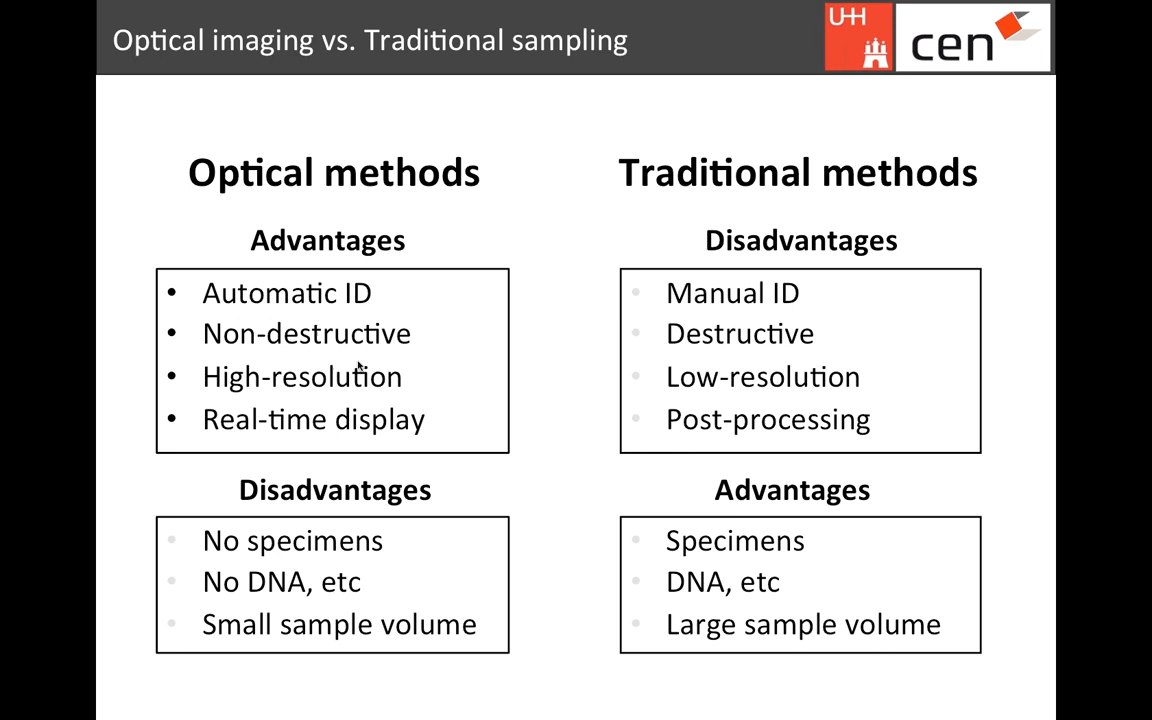 Optical imaging vs. Traditional sampling
UH
cen
Optical methods
Advantages
• Automatic ID
• Non-destructive
• High-resolution
• Real-time display
Disadvantages
• No specimens
• No DNA, etc
• Small sample volume
Traditional methods
Disadvantages
• Manual ID
• Destructive
• Low-resolution
• Post-processing
Advantages
• Specimens
• DNA, etc
• Large sample volume